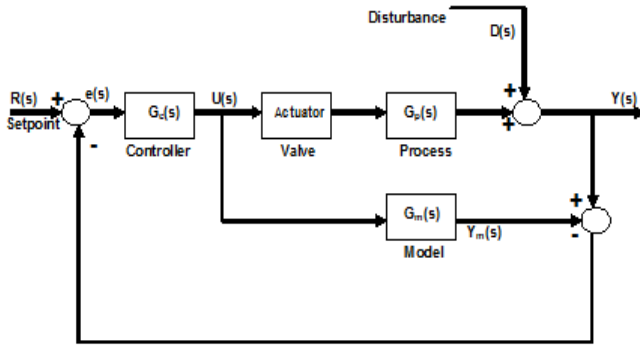 Disturbance
D(s)
R(s)
+
e(s)
U(s)
+
Y(s)
Setpoint
-
Gc(s)
Actuator
Gp(s)
+
Controller
Valve
Process
+
Gm(s)
-
Ym(s)
Model